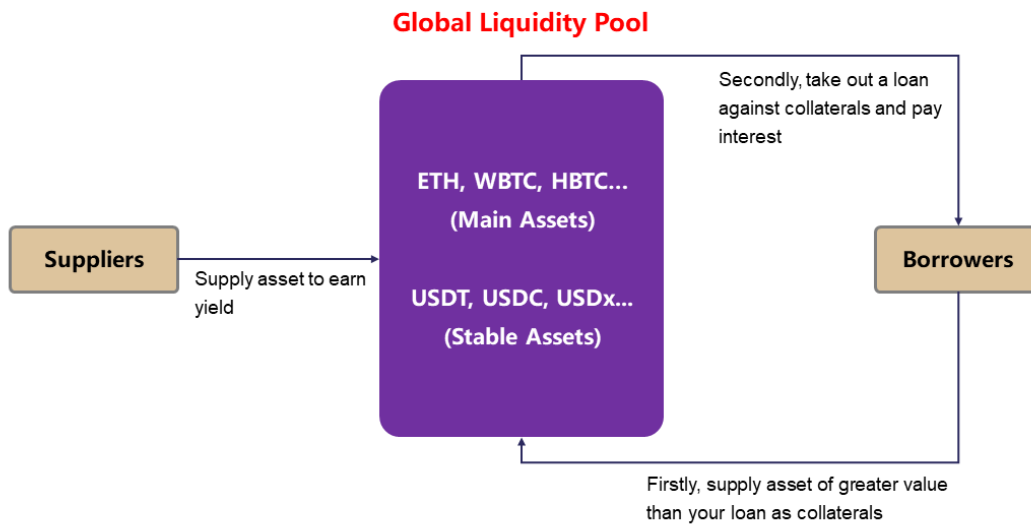 Global Liquidity Pool
Secondly, take out a loan
against collaterals and pay
interest
ETH, WBTC, HBTC...
(Main Assets)
Suppliers
Borrowers
Supply asset to earn
yield
USDT, USDC, USDx...
(Stable Assets)
Firstly, supply asset of greater value
than your loan as collaterals